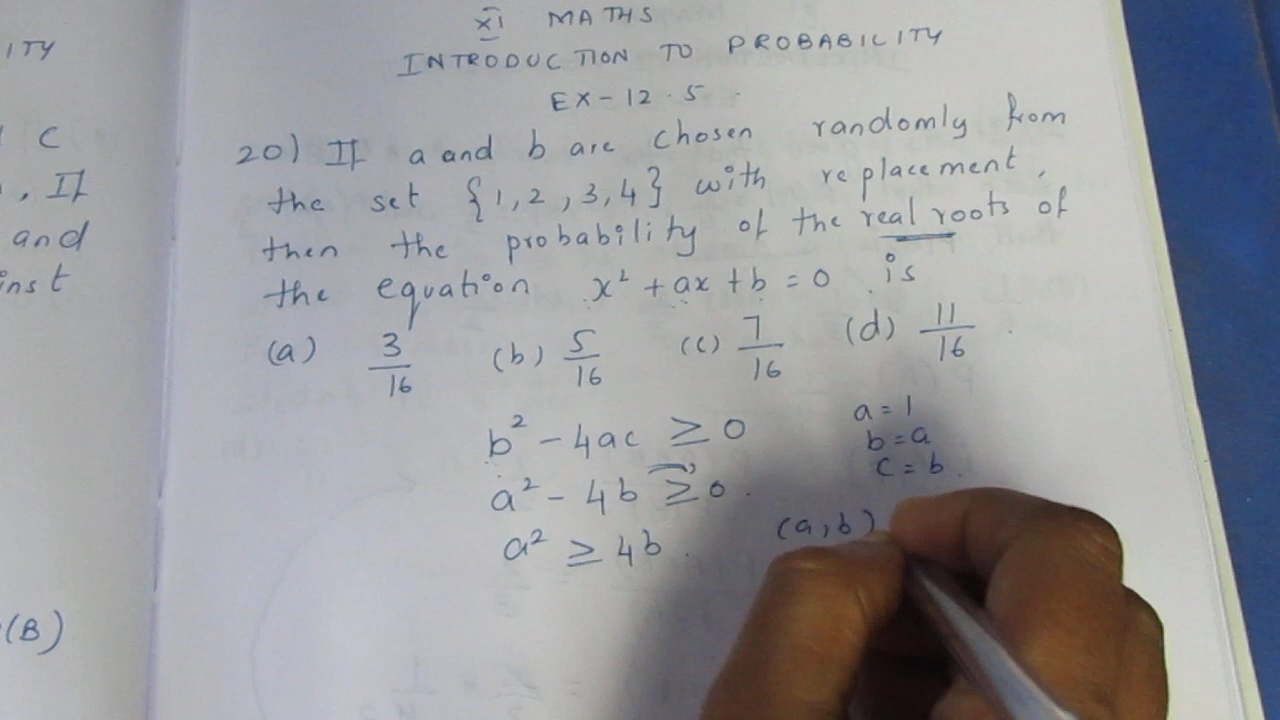 XI MATHS
INTRODUCTION TO PROBABILITY
EX-12.5.
20) If a and b are chosen randomly from
the set {1,2,3,4} with replacement,
then the probability of the real roots of
the equation x² + ax + b = 0 is
(a) 3/16 (b) 5/16 (c) 7/16 (d) 11/16.
b² - 4ac ≥ 0
a² - 4b ≥ 0.
a² ≥ 4b.
a = 1
b = a
c = b.
(a,b)
ITY
C
, If
and
inst
(B)